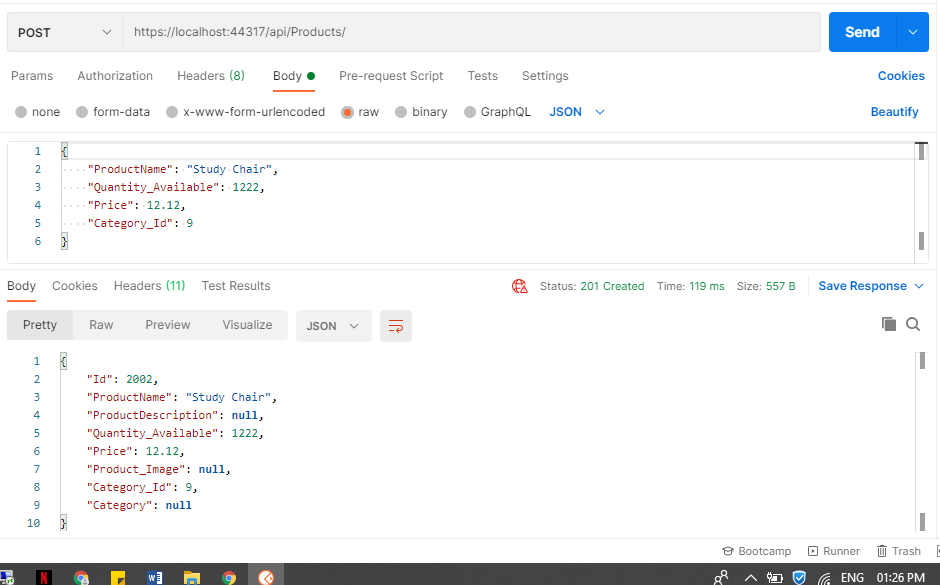 POST https://localhost:44317/api/Products/ Send
Params Authorization Headers (8) Body Pre-request Script Tests Settings Cookies
none form-data x-www-form-urlencoded raw binary GraphQL JSON Beautify
1 {
2 "ProductName": "Study Chair",
3 "Quantity_Available": 1222,
4 "Price": 12.12,
5 "Category_Id": 9
6 }
Body Cookies Headers (11) Test Results Status: 201 Created Time: 119 ms Size: 557 B Save Response
Pretty Raw Preview Visualize JSON
1 {
2 "Id": 2002,
3 "ProductName": "Study Chair",
4 "ProductDescription": null,
5 "Quantity_Available": 1222,
6 "Price": 12.12,
7 "Product_Image": null,
8 "Category_Id": 9,
9 "Category": null
10 }
Bootcamp Runner Trash
N W ENG 01:26 PM